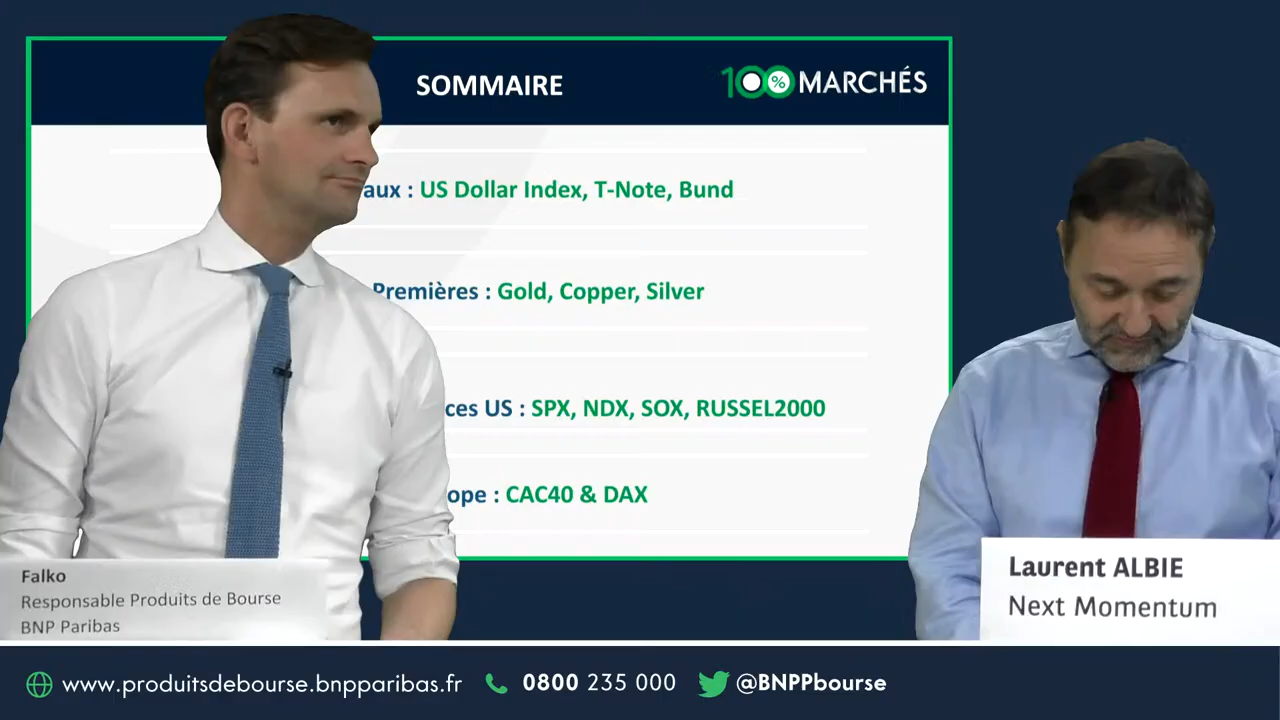 SOMMAIRE
100% MARCHÉS
aux : US Dollar Index, T-Note, Bund
Premières : Gold, Copper, Silver
ces US : SPX, NDX, SOX, RUSSEL2000
ope : CAC40 & DAX
Falko
Responsable Produits de Bourse
BNP Paribas
Laurent ALBIE
Next Momentum
www.produitsdebourse.bnpparibas.fr
0800 235 000
@BNPPbourse